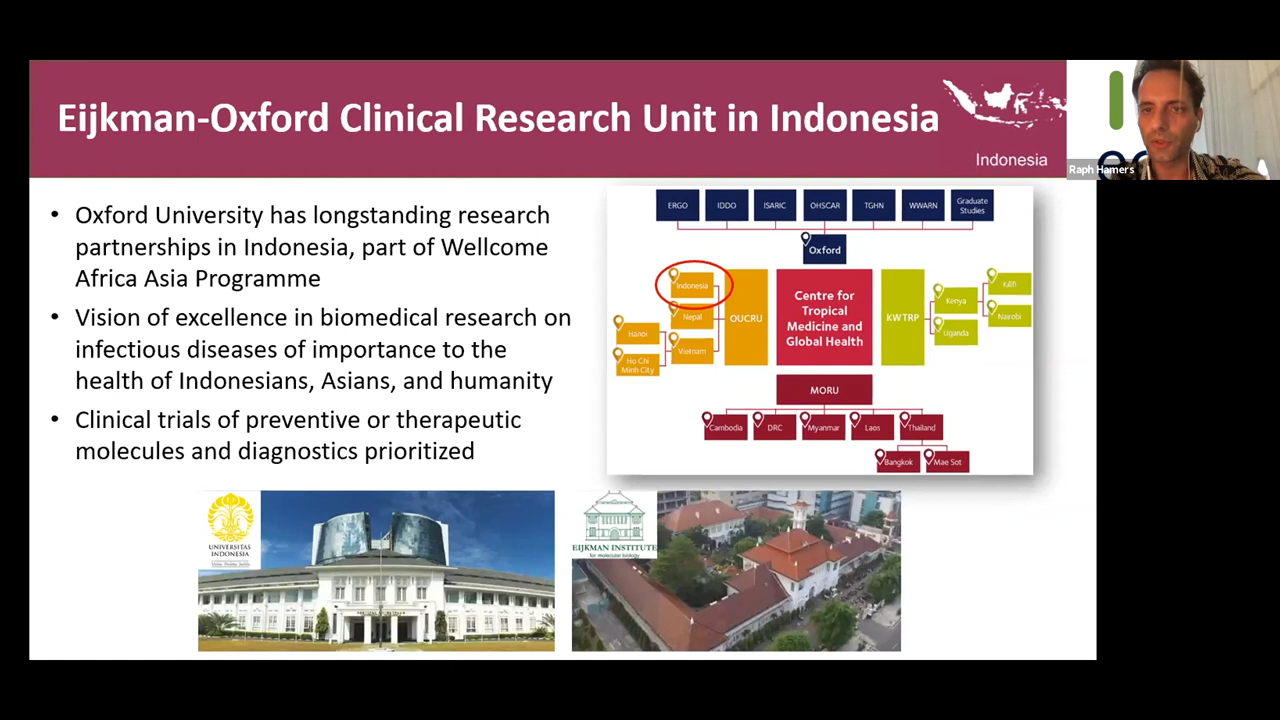 Eijkman-Oxford Clinical Research Unit in Indonesia
Indonesia
Raph Hamers
• Oxford University has longstanding research
partnerships in Indonesia, part of Wellcome
Africa Asia Programme
• Vision of excellence in biomedical research on
infectious diseases of importance to the
health of Indonesians, Asians, and humanity
• Clinical trials of preventive or therapeutic
molecules and diagnostics prioritized
ERGO
IDDO
ISARIC
OHSCAR
TGHN
WWARN
Graduate
Studies
Oxford
Indonesia
Nepal
Hanoi
Vietnam
Ho Chi
Minh City
OUCRU
Centre for
Tropical
Medicine and
Global Health
KWTRP
Kenya
Uganda
Kilifi
Nairobi
MORU
Cambodia
DRC
Myanmar
Laos
Thailand
Bangkok
Mae Sot
UNIVERSITAS
INDONESIA
EIJKMAN INSTITUTE
for molecular biology